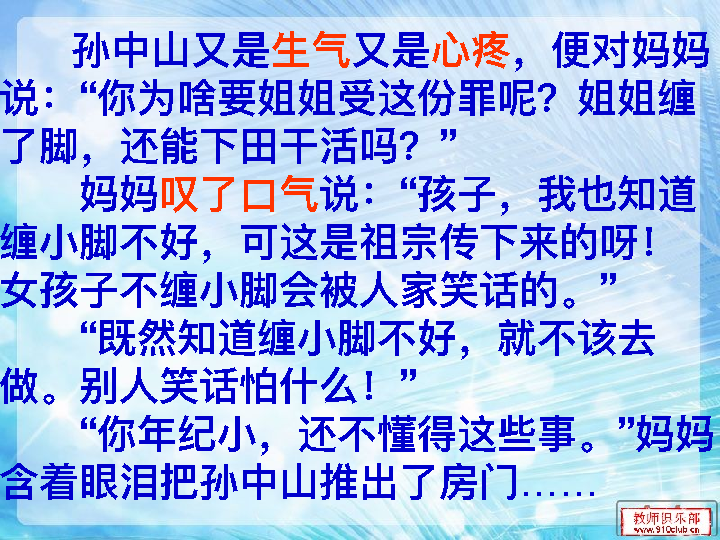 孙中山又是生气又是心疼，便对妈妈
说：“你为啥要姐姐受这份罪呢？姐姐缠
了脚，还能下田干活吗？”
妈妈叹了口气说：“孩子，我也知道
缠小脚不好，可这是祖宗传下来的呀！
女孩子不缠小脚会被人家笑话的。”
“既然知道缠小脚不好，就不该去
做。别人笑话怕什么！”
“你年纪小，还不懂得这些事。”妈妈
含着眼泪把孙中山推出了房门……
教师俱乐部
www.910club.cn